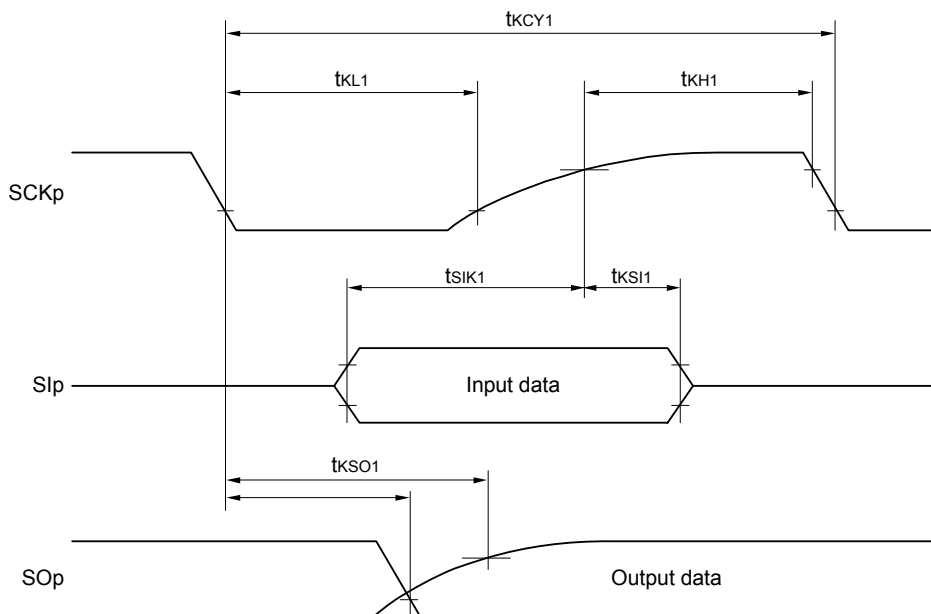 tKCY1
tKL1
tKH1
SCKp
tSIK1
tKSI1
SIp
Input data
tKSO1
SOp
Output data